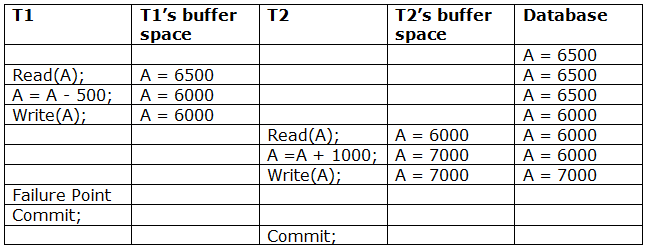 T1 T1's buffer space T2 T2's buffer space Database
A = 6500
Read(A); A = 6500 A = 6500
A = A - 500; A = 6000 A = 6500
Write(A); A = 6000 A = 6000
Read(A); A = 6000 A = 6000
A =A + 1000; A = 7000 A = 6000
Write(A); A = 7000 A = 7000
Failure Point
Commit;
Commit;